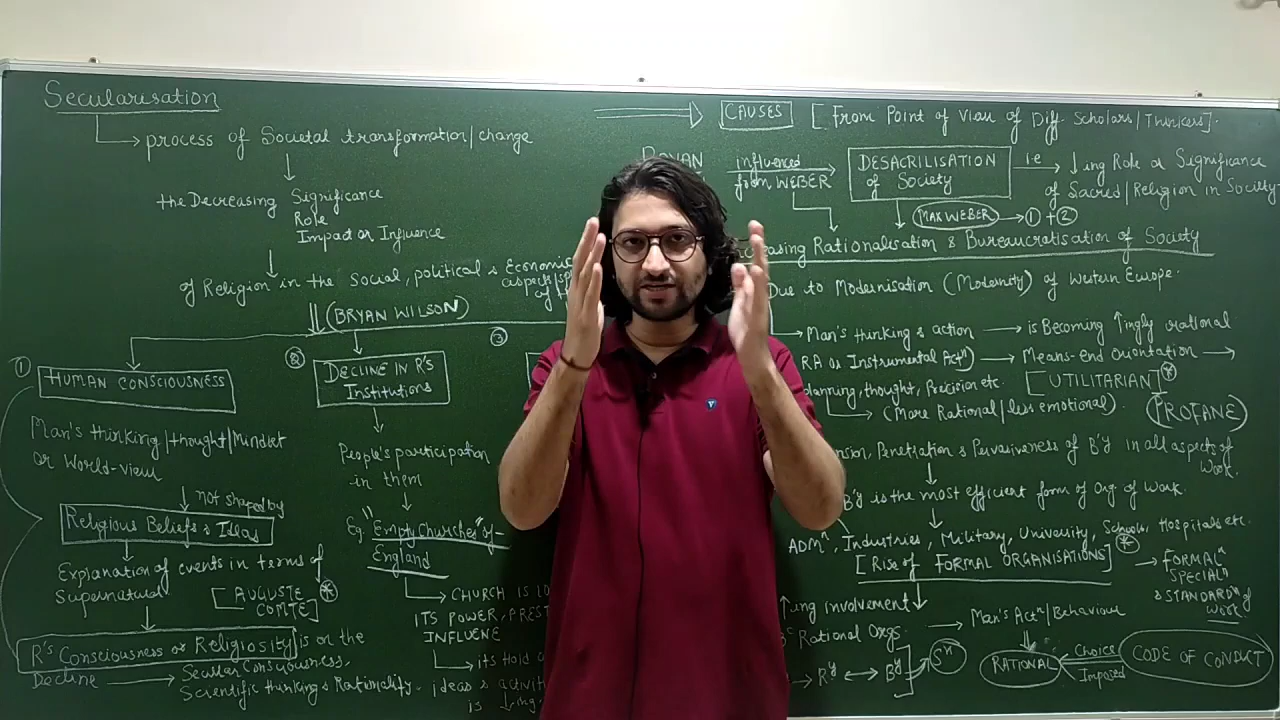 Secularisation
process of Societal transformation/change
the Decreasing Significance
Role
Impact or Influence
of Religion in the Social, political & Economic
aspects/
(BRYAN WILSON)
①
HUMAN CONSCIOUSNESS
Man's thinking/thought/Mindset
or World-view
not shaped by
Religious Beliefs & Ideas
Explanation of events in terms of
Supernatural
[AUGUSTE
COMTE]
R's Consciousness or Religiosity is on the
Decline → Secular Consciousness,
Scientific thinking & Rationality.
②
DECLINE IN R's
Institutions
People's participation
in them
Eg. "Empty Churches" of
England
CHURCH IS
ITS POWER,
INFLUENE
its Hold
ideas &
is ↓ing.
③
CAUSES [from Point of View of Diff. Scholars/Thinkers].
BRYAN influenced
from WEBER
DESACRILISATION
of Society
i.e ↓ing Role or Significance
of Sacred/Religion in Society
MAX WEBER → ① + ②
Rationalisation & Bureaucratisation of Society
Due to Modernisation (Modernity) of Western Europe.
Man's thinking & action → is Becoming ↑ingly rational
RA or Instrumental Actⁿ) → Means-end Orientation →
planning, thought, Precision etc. [UTILITARIAN]*
(More Rational/less emotional).
PROFANE
Penetration & Pervasiveness of B'y in all aspects of
Work.
B'y is the most efficient form of Org. of Work.
ADMⁿ, Industries, Military, University, Schools, Hospitals etc.
[Rise of FORMAL ORGANISATIONS]* → FORMALⁿ
SPECIALⁿ
& STANDARDⁿ of
Work
↑ing involvement
Rational Orgs. → Man's Actⁿ/Behaviour
→ R'y ↔ B'y
Sⁿ
RATIONAL
Choice
Imposed
CODE OF CONDUCT